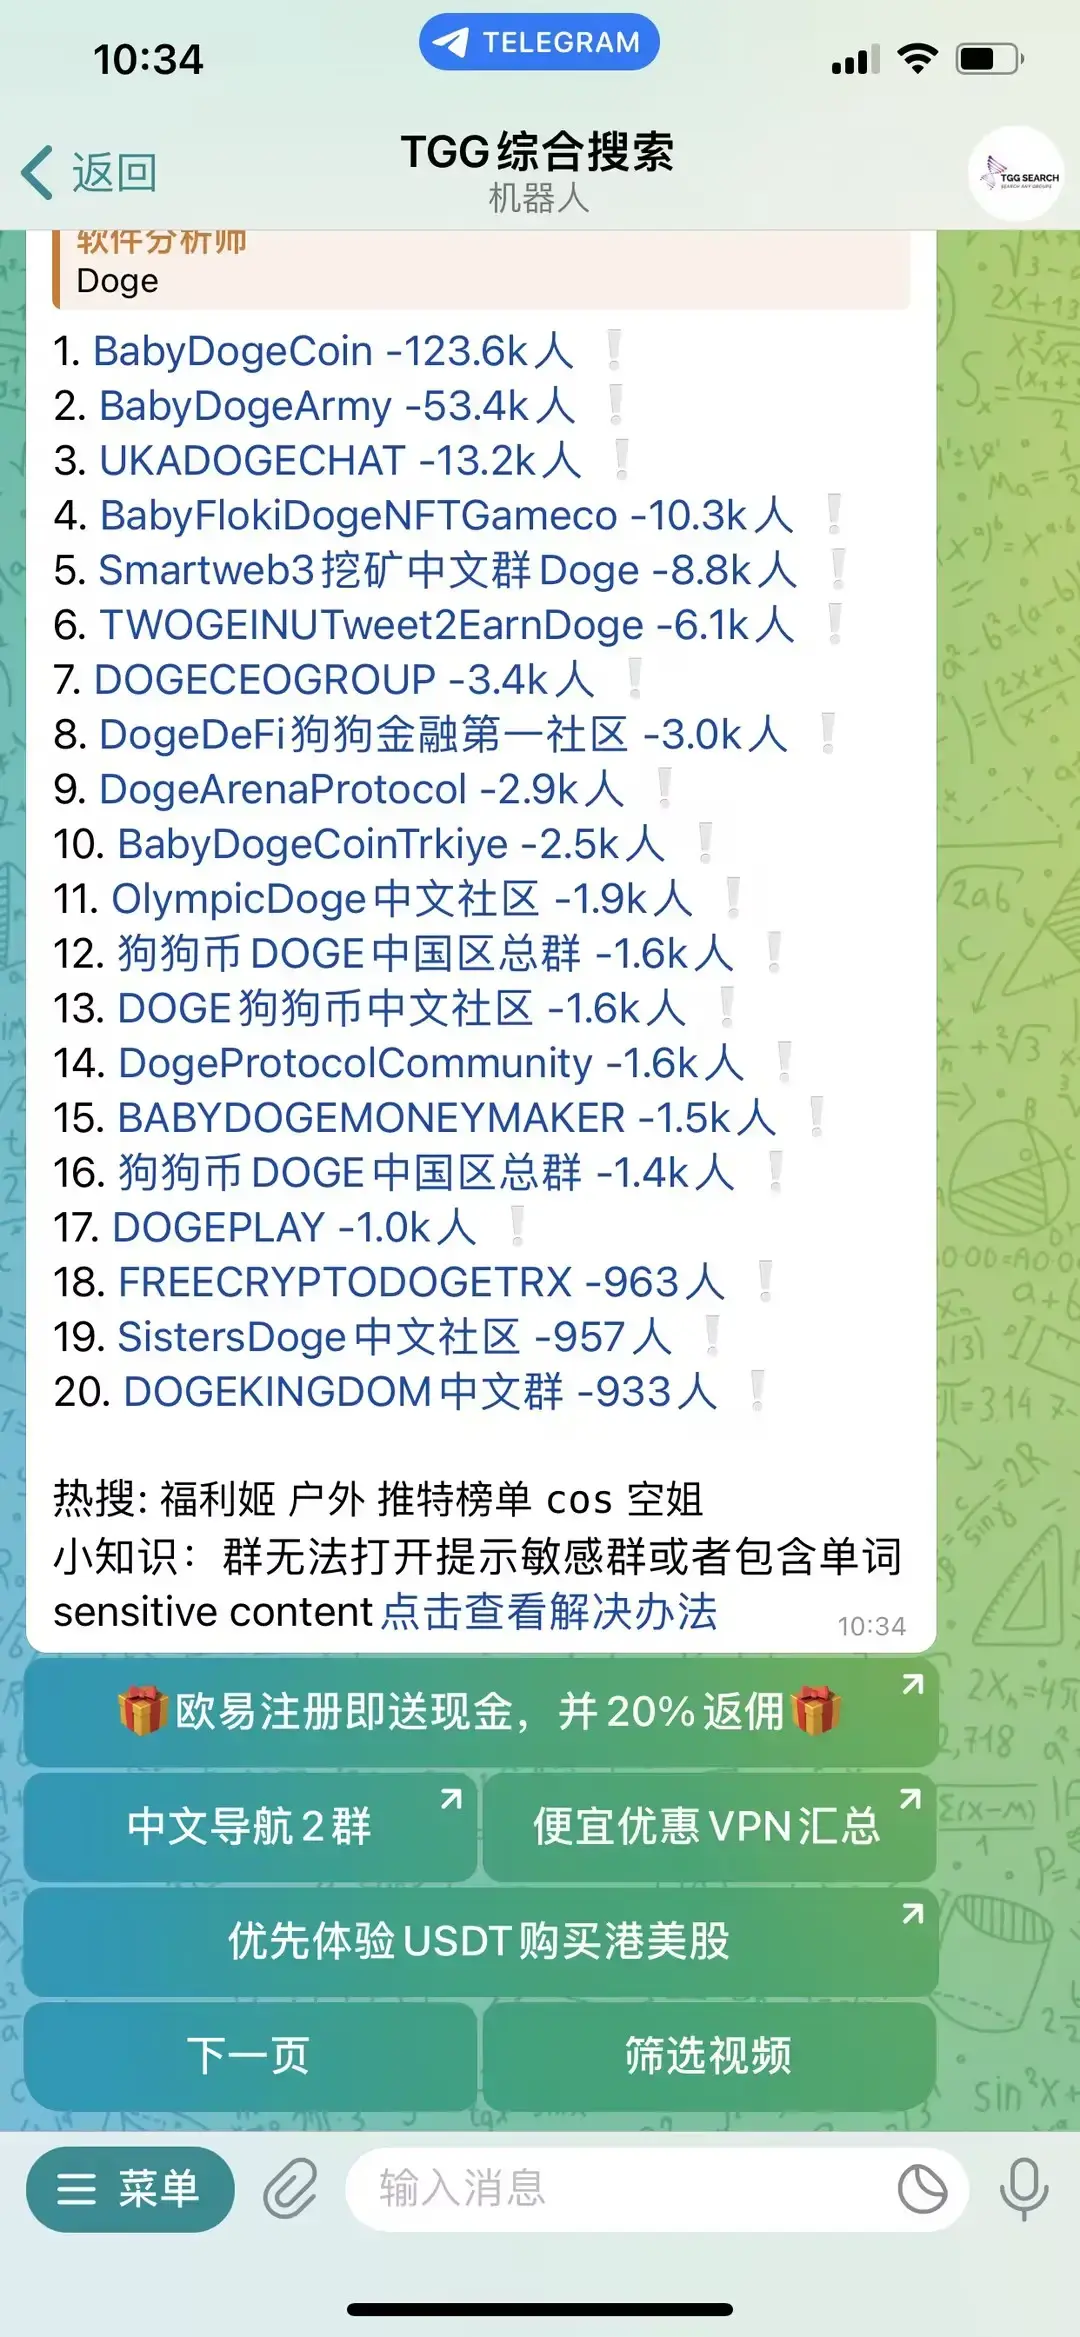 10:34
TELEGRAM
返回
TGG综合搜索
机器人
TGG SEARCH
SEARCH ANY GROUPS
软件分析师
Doge
1. BabyDogeCoin -123.6k人 ❕
2. BabyDogeArmy -53.4k人 ❕
3. UKADOGECHAT -13.2k人 ❕
4. BabyFlokiDogeNFTGameco -10.3k人 ❕
5. Smartweb3挖矿中文群Doge -8.8k人 ❕
6. TWOGEINUTweet2EarnDoge -6.1k人 ❕
7. DOGECEOGROUP -3.4k人 ❕
8. DogeDeFi狗狗金融第一社区 -3.0k人 ❕
9. DogeArenaProtocol -2.9k人 ❕
10. BabyDogeCoinTrkiye -2.5k人 ❕
11. OlympicDoge中文社区 -1.9k人 ❕
12. 狗狗币DOGE中国区总群 -1.6k人 ❕
13. DOGE狗狗币中文社区 -1.6k人 ❕
14. DogeProtocolCommunity -1.6k人 ❕
15. BABYDOGEMONEYMAKER -1.5k人 ❕
16. 狗狗币DOGE中国区总群 -1.4k人 ❕
17. DOGEPLAY -1.0k人 ❕
18. FREECRYPTODOGETRX -963人 ❕
19. SistersDoge中文社区 -957人 ❕
20. DOGEKINGDOM中文群 -933人 ❕
热搜: 福利姬 户外 推特榜单 cos 空姐
小知识：群无法打开提示敏感群或者包含单词
sensitive content点击查看解决办法
10:34
🎁欧易注册即送现金，并20%返佣🎁
中文导航2群
便宜优惠VPN汇总
优先体验USDT购买港美股
下一页
筛选视频
菜单
输入消息